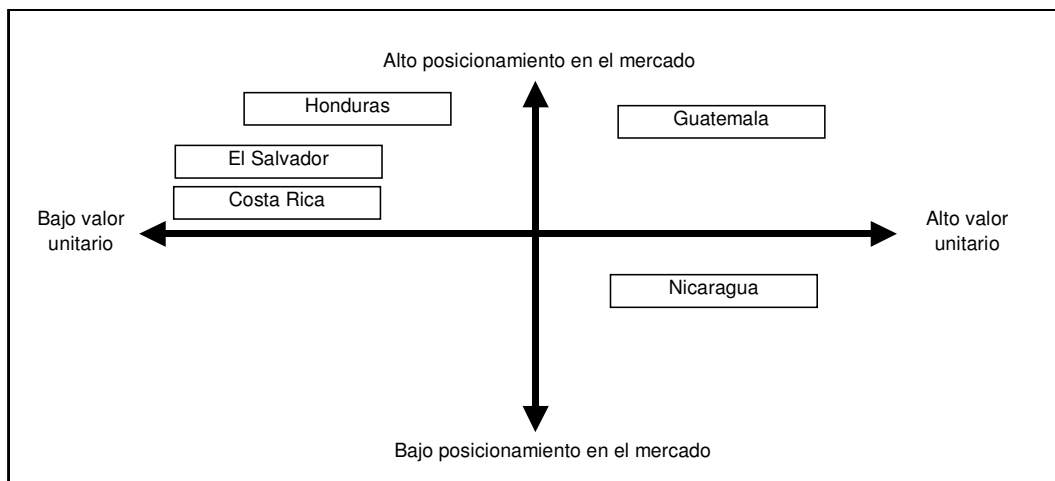 Alto posicionamiento en el mercado
Honduras
Guatemala
El Salvador
Costa Rica
Bajo valor
unitario
Alto valor
unitario
Nicaragua
Bajo posicionamiento en el mercado